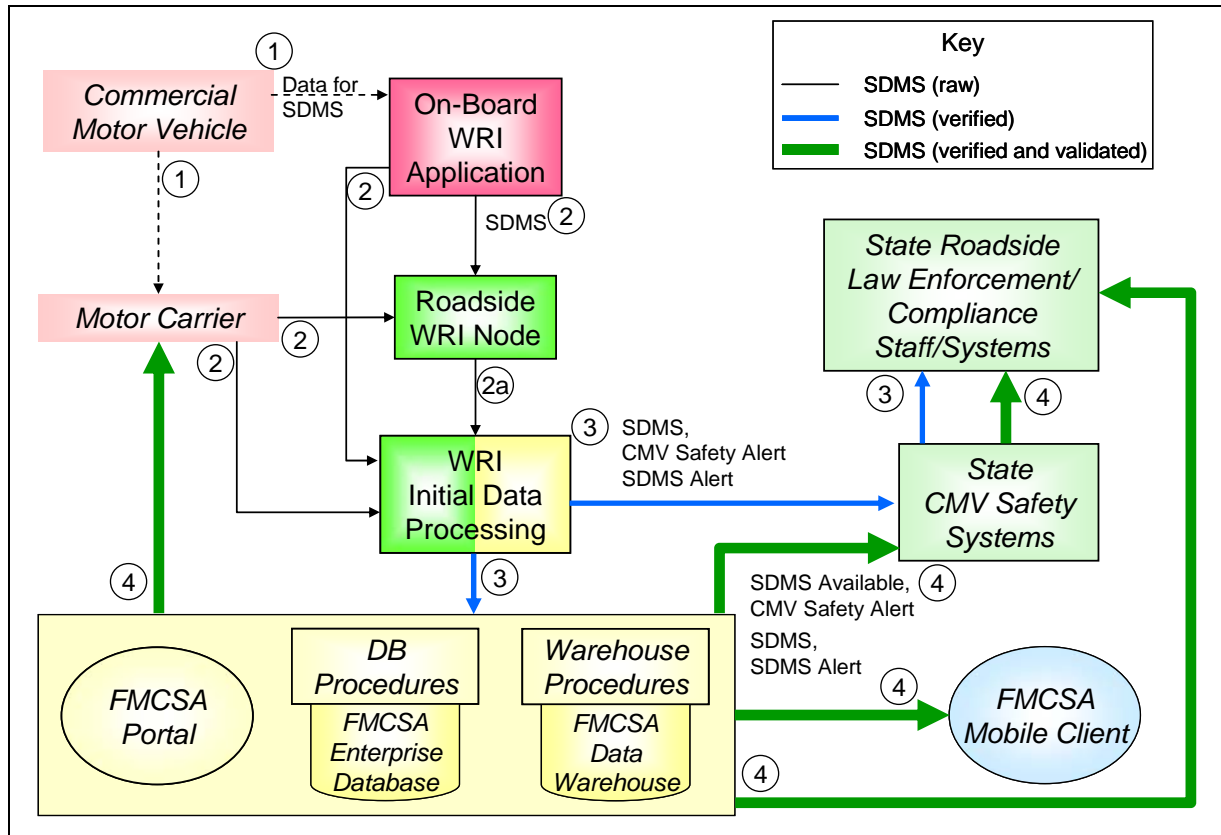 Key
SDMS (raw)
SDMS (verified)
SDMS (verified and validated)
1
Commercial
Motor Vehicle
Data for
SDMS
On-Board
WRI
Application
1
2
SDMS
2
State Roadside
Law Enforcement/
Compliance
Staff/Systems
Motor Carrier
2
2
Roadside
WRI Node
2a
3
4
WRI
Initial Data
Processing
3
SDMS,
CMV Safety Alert
SDMS Alert
State
CMV Safety
Systems
4
3
SDMS Available,
CMV Safety Alert
4
SDMS,
SDMS Alert
FMCSA
Portal
DB
Procedures
FMCSA
Enterprise
Database
Warehouse
Procedures
FMCSA
Data
Warehouse
4
FMCSA
Mobile Client
4